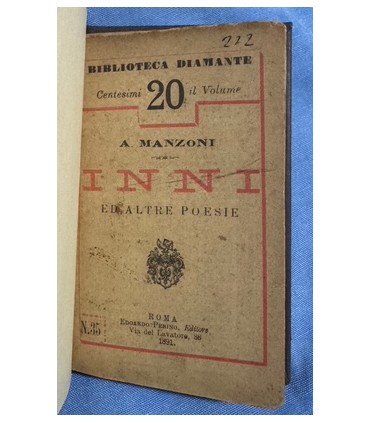 212
BIBLIOTECA DIAMANTE
Centesimi 20 il Volume
A. MANZONI
INNI
ED ALTRE POESIE
ROMA
EDOARDO PERINO, Editore
Via del Lavatore, 88
1891.
N. 35